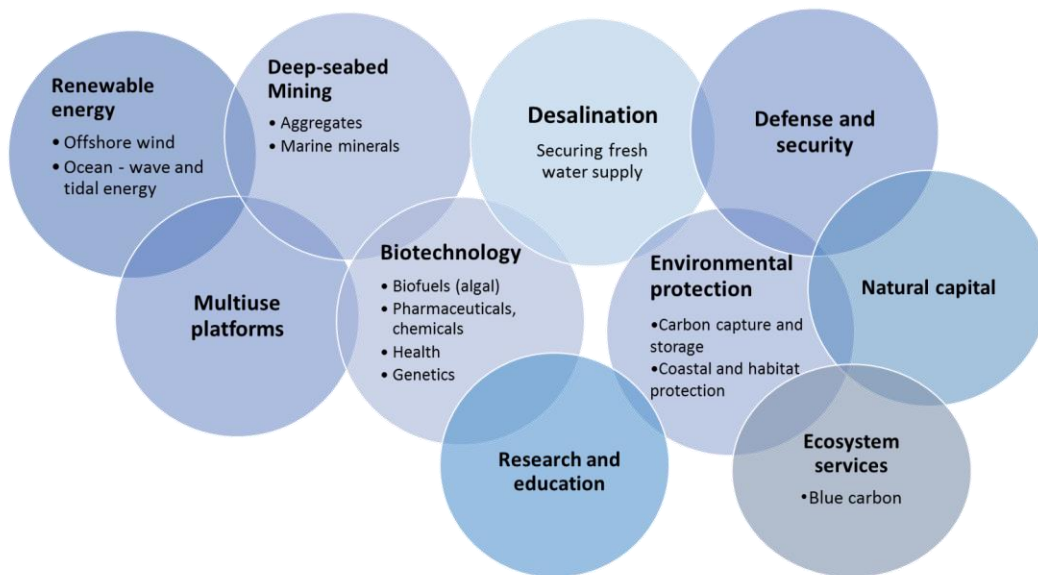 Renewable
energy
• Offshore wind
• Ocean - wave and
tidal energy
Deep-seabed
Mining
• Aggregates
• Marine minerals
Desalination
Securing fresh
water supply
Defense and
security
Multiuse
platforms
Biotechnology
• Biofuels (algal)
• Pharmaceuticals,
chemicals
• Health
• Genetics
Environmental
protection
•Carbon capture and
storage
•Coastal and habitat
protection
Natural capital
Research and
education
Ecosystem
services
•Blue carbon